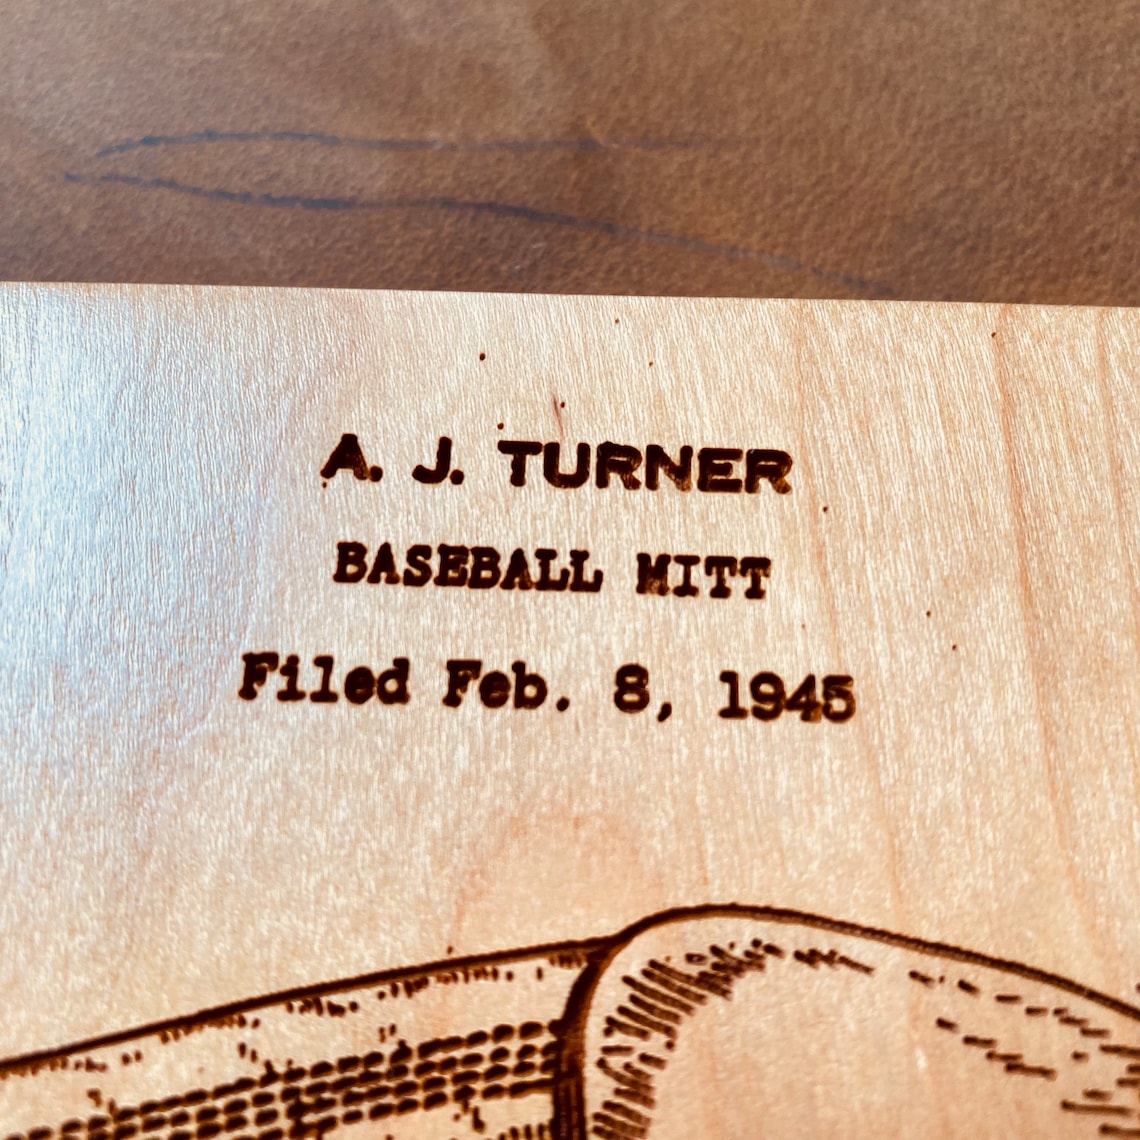 A. J. TURNER
BASEBALL MITT
Filed Feb. 8, 1945